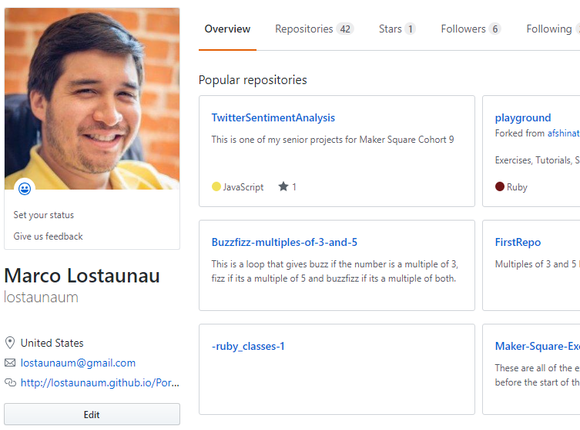 Overview
Repositories 42
Stars 1
Followers 6
Following
Popular repositories
TwitterSentimentAnalysis
This is one of my senior projects for Maker Square Cohort 9
JavaScript
1
playground
Forked from afshinat
Exercises, Tutorials, S
Ruby
Buzzfizz-multiples-of-3-and-5
This is a loop that gives buzz if the number is a multiple of 3,
fizz if its a multiple of 5 and buzzfizz if its a multiple of both.
FirstRepo
Multiples of 3 and 5
-ruby_classes-1
Maker-Square-Exe
These are all of the e
before the start of th
Set your status
Give us feedback
Marco Lostaunau
lostaunaum
United States
lostaunaum@gmail.com
http://lostaunaum.github.io/Por...
Edit